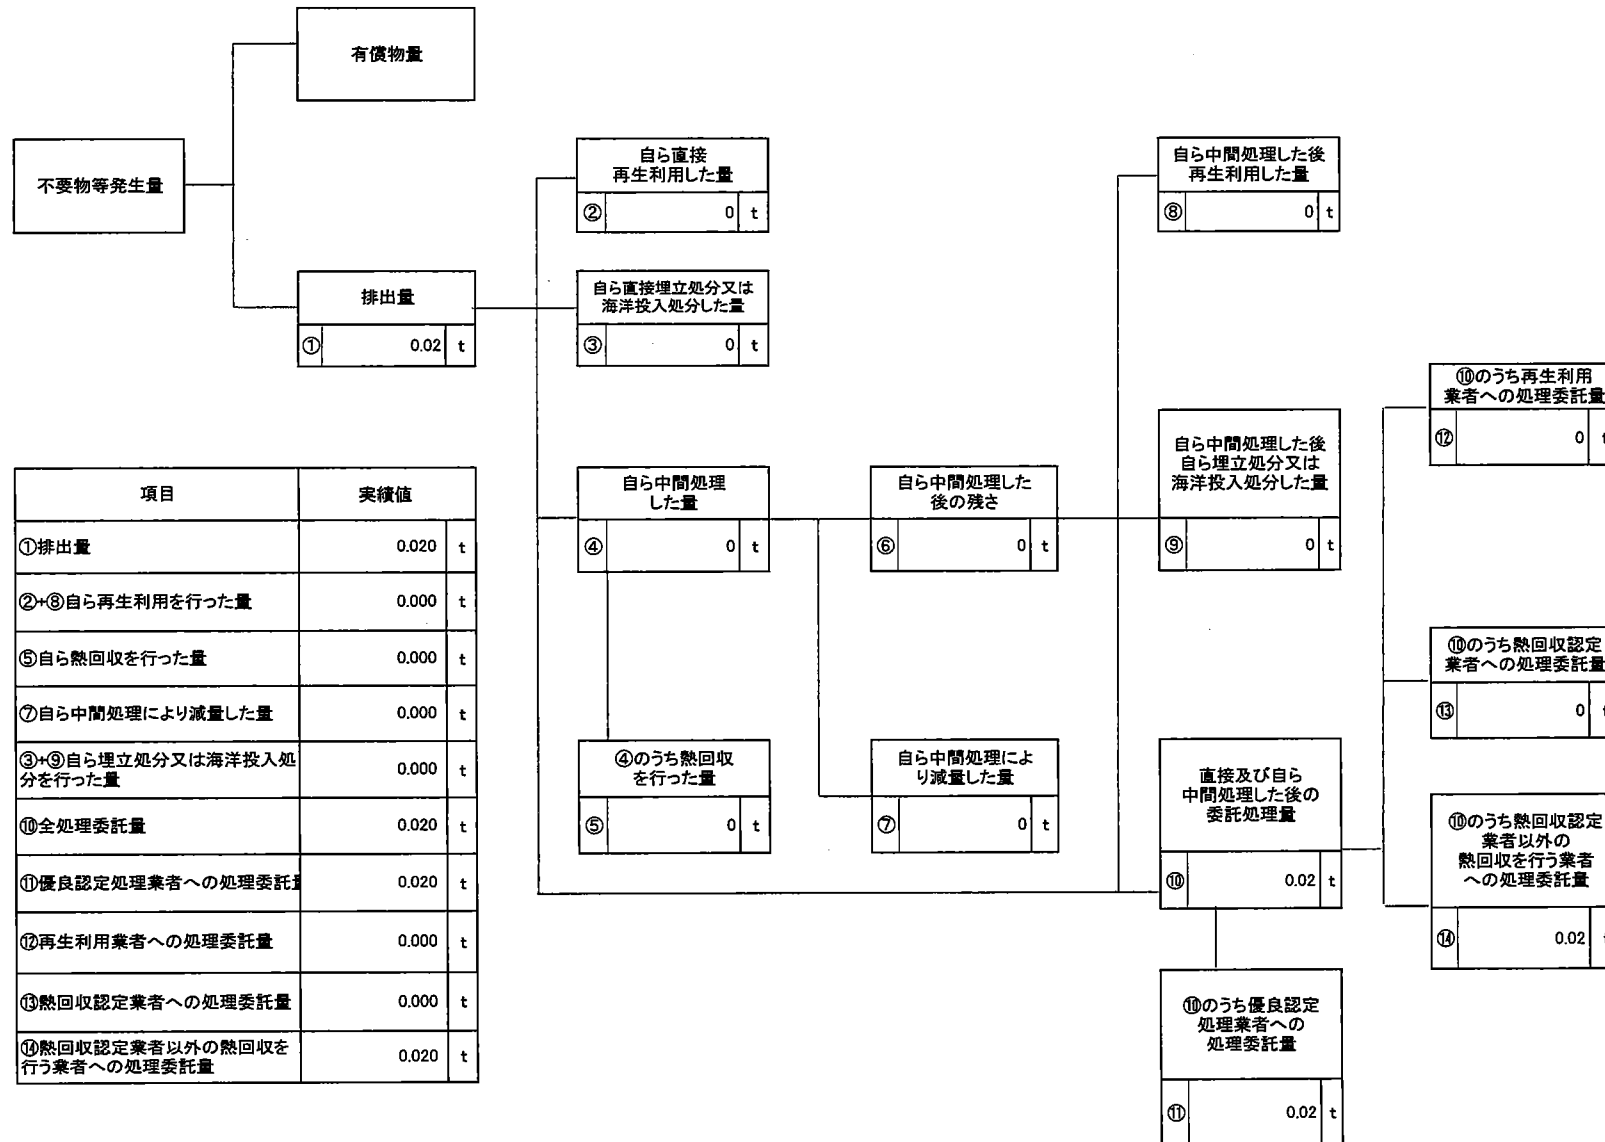 有償物量
不要物等発生量
排出量
① 0.02 t
自ら直接
再生利用した量
② 0 t
自ら直接埋立処分又は
海洋投入処分した量
③ 0 t
自ら中間処理
した量
④ 0 t
④のうち熱回収
を行った量
⑤ 0 t
自ら中間処理した
後の残さ
⑥ 0 t
自ら中間処理によ
り減量した量
⑦ 0 t
自ら中間処理した後
再生利用した量
⑧ 0 t
自ら中間処理した後
自ら埋立処分又は
海洋投入処分した量
⑨ 0 t
直接及び自ら
中間処理した後の
委託処理量
⑩ 0.02 t
⑩のうち優良認定
処理業者への
処理委託量
⑪ 0.02 t
⑩のうち再生利用
業者への処理委託量
⑫ 0 t
⑩のうち熱回収認定
業者への処理委託量
⑬ 0 t
⑩のうち熱回収認定
業者以外の
熱回収を行う業者
への処理委託量
⑭ 0.02
項目 実績値
①排出量 0.020 t
②+⑧自ら再生利用を行った量 0.000 t
⑤自ら熱回収を行った量 0.000 t
⑦自ら中間処理により減量した量 0.000 t
③+⑨自ら埋立処分又は海洋投入処
分を行った量 0.000 t
⑩全処理委託量 0.020 t
⑪優良認定処理業者への処理委託量 0.020 t
⑫再生利用業者への処理委託量 0.000 t
⑬熱回収認定業者への処理委託量 0.000 t
⑭熱回収認定業者以外の熱回収を
行う業者への処理委託量 0.020 t